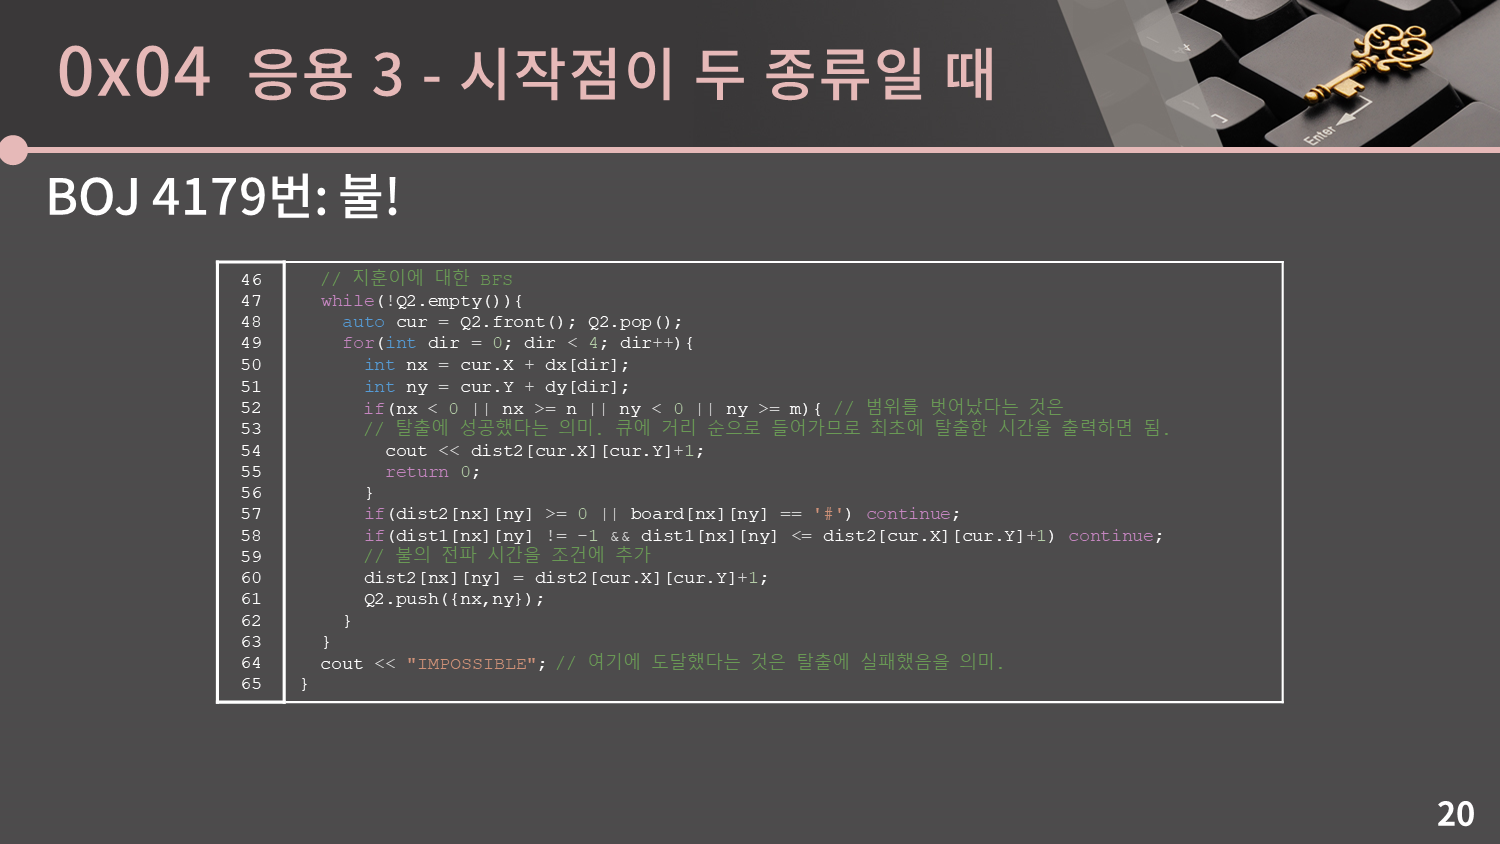 0x04 응용 3 - 시작점이 두 종류일 때
Enter
BOJ 4179번: 불!
46 // 지훈이에 대한 BFS
47 while(!Q2.empty()){
48 auto cur = Q2.front(); Q2.pop();
49 for(int dir = 0; dir < 4; dir++){
50 int nx = cur.X + dx[dir];
51 int ny = cur.Y + dy[dir];
52 if(nx < 0 || nx >= n || ny < 0 || ny >= m){ // 범위를 벗어났다는 것은
53 // 탈출에 성공했다는 의미. 큐에 거리 순으로 들어가므로 최초에 탈출한 시간을 출력하면 됨.
54 cout << dist2[cur.X][cur.Y]+1;
55 return 0;
56 }
57 if(dist2[nx][ny] >= 0 || board[nx][ny] == '#') continue;
58 if(dist1[nx][ny] != -1 && dist1[nx][ny] <= dist2[cur.X][cur.Y]+1) continue;
59 // 불의 전파 시간을 조건에 추가
60 dist2[nx][ny] = dist2[cur.X][cur.Y]+1;
61 Q2.push({nx,ny});
62 }
63 }
64 cout << "IMPOSSIBLE"; // 여기에 도달했다는 것은 탈출에 실패했음을 의미.
65 }
20